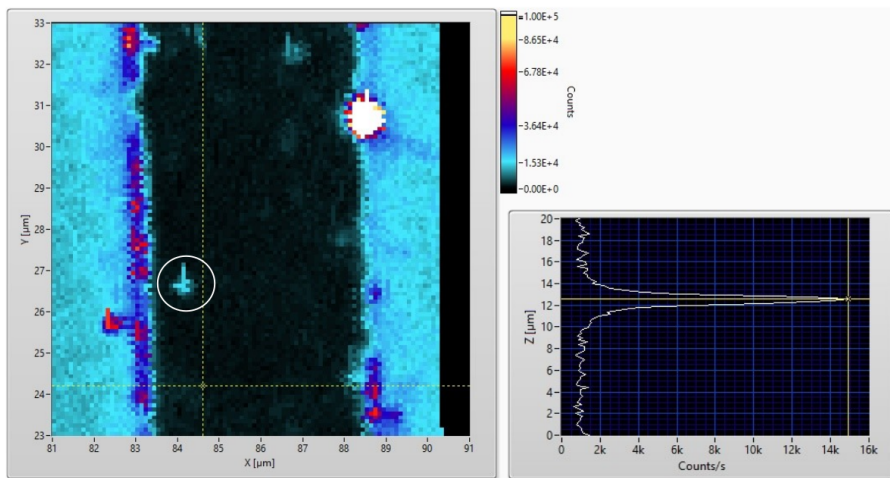 33
32
31
30
29
28
27
26
25
24
23
Y [µm]
81 82 83 84 85 86 87 88 89 90 91
X [µm]
1.00E+5
8.65E+4
6.78E+4
3.64E+4
1.53E+4
0.00E+0
Counts
20
18
16
14
12
10
8
6
4
2
0
Z [µm]
0 2k 4k 6k 8k 10k 12k 14k 16k
Counts/s